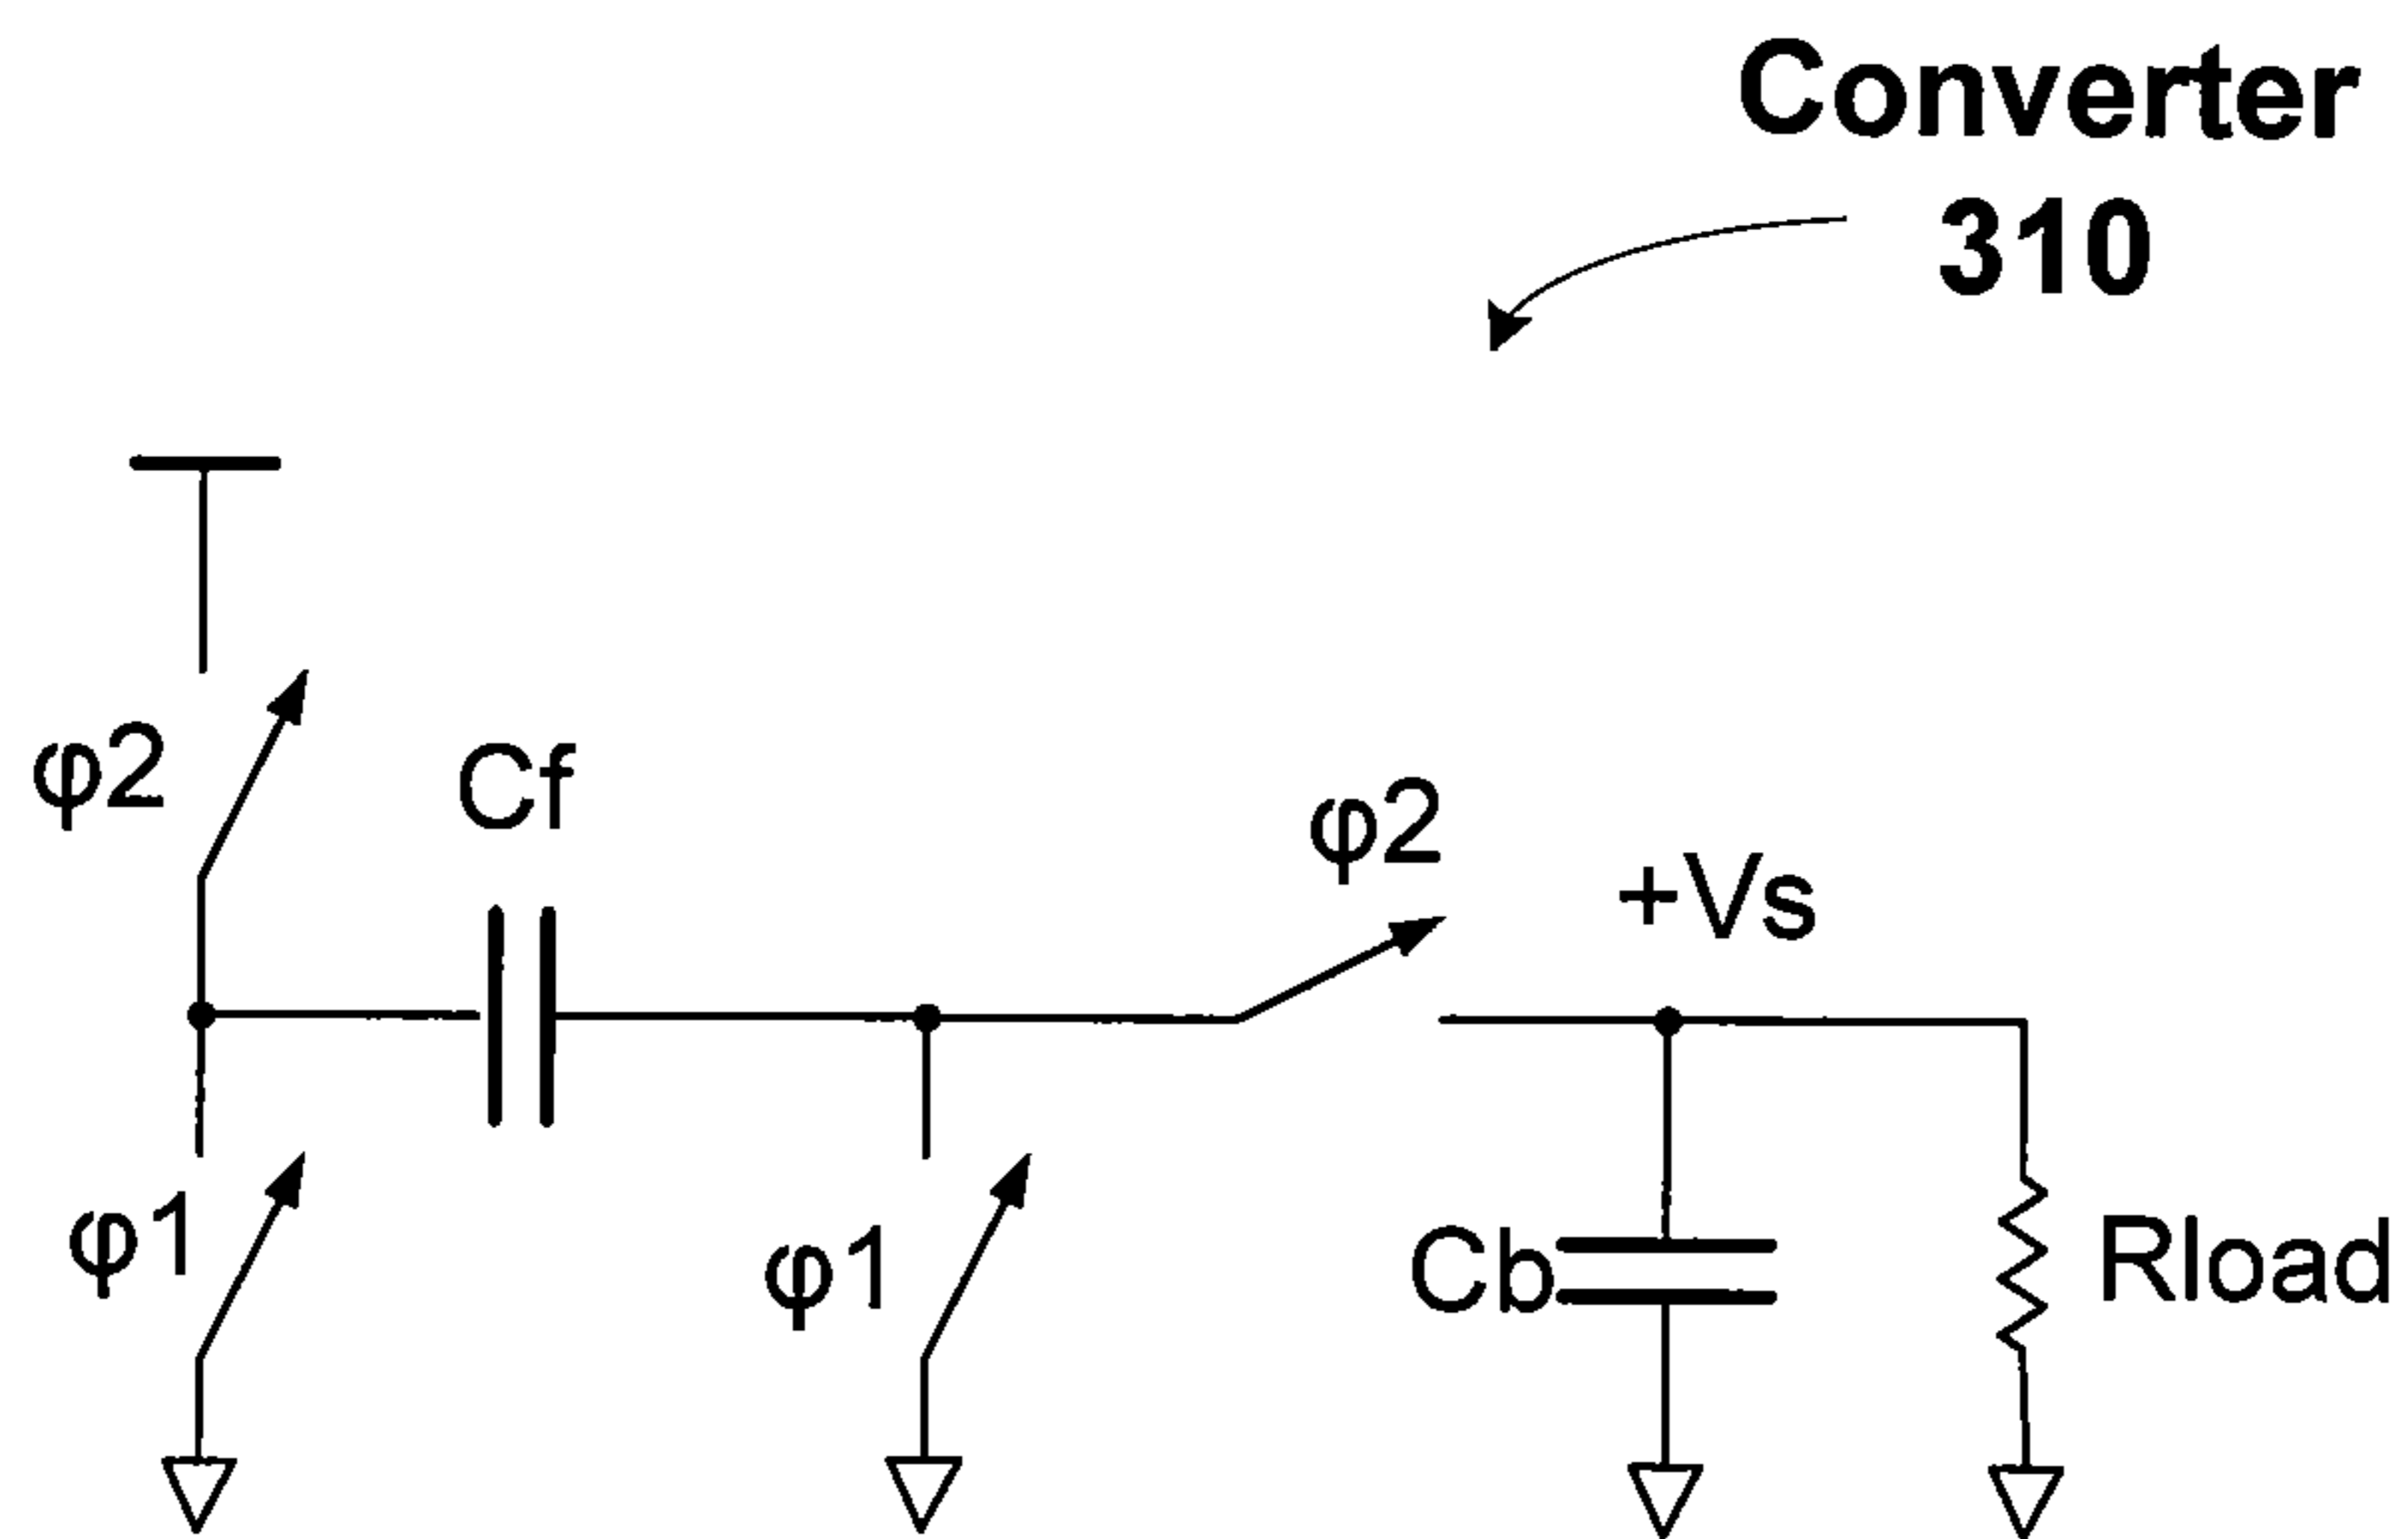 Converter
310
φ2
Cf
φ2
+Vs
φ1
φ1
Cb
Rload